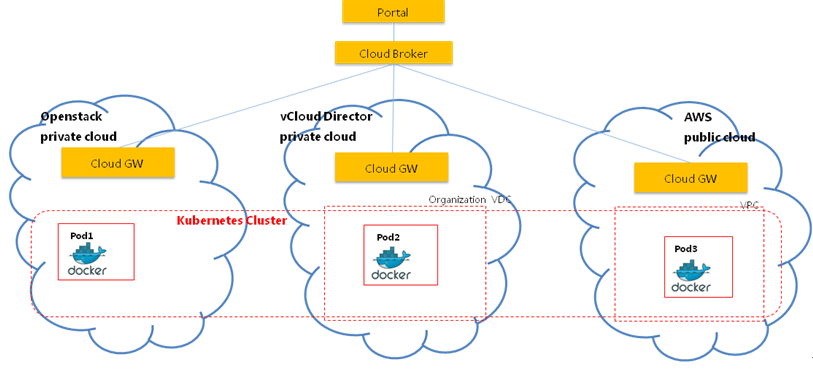 Portal
Cloud Broker
Openstack
private cloud
vCloud Director
private cloud
AWS
public cloud
Cloud GW
Cloud GW
Cloud GW
Organization VDC
VPC
Kubernetes Cluster
Pod1
docker
Pod2
docker
Pod3
docker